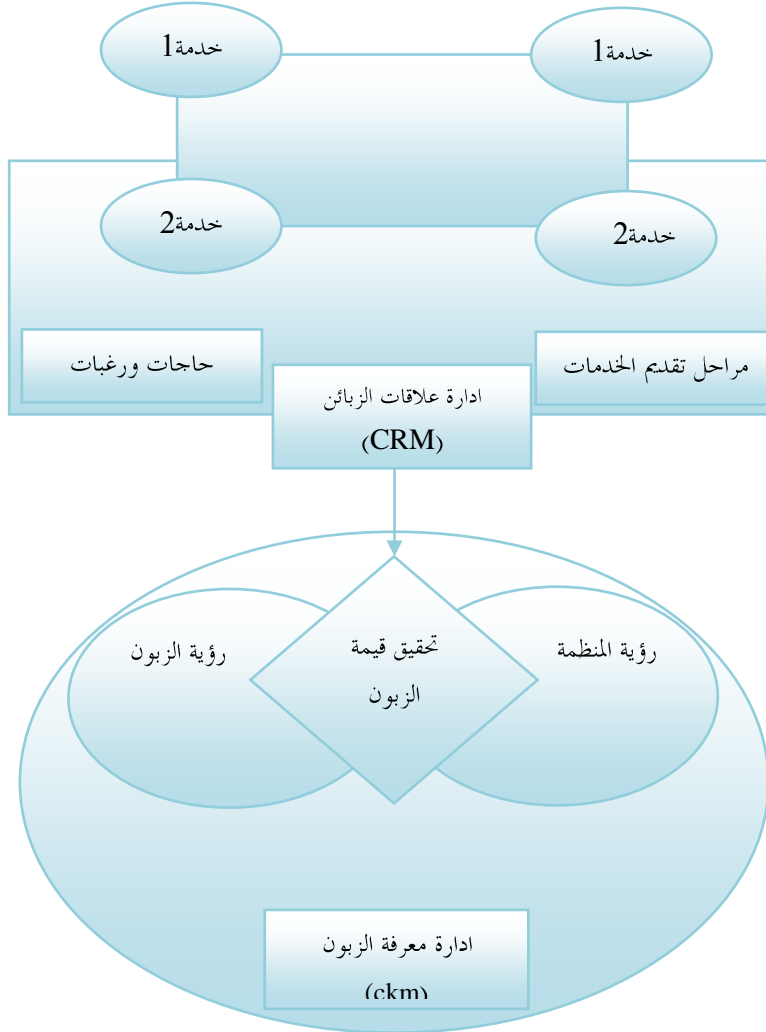 خدمة1
خدمة1
خدمة2
خدمة2
مراحل تقديم الخدمات
حاجات ورغبات
ادارة علاقات الزبائن
(CRM)
رؤية المنظمة
تحقيق قيمة
الزبون
رؤية الزبون
ادارة معرفة الزبون
(ckm)